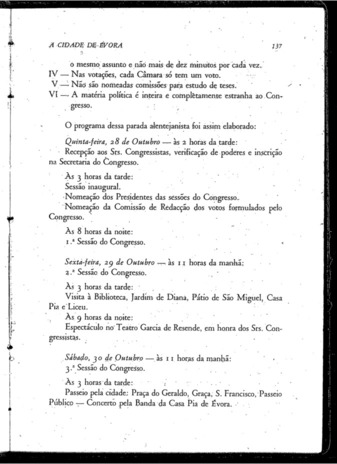 A CIDADE DE ÉVORA 137
o mesmo assunto e não mais de dez minutos por cada vez.
IV — Nas votações, cada Câmara só tem um voto.
V — Não são nomeadas comissões para estudo de teses.
VI — A matéria política é inteira e completamente estranha ao Con-
gresso.
O programa dessa parada alentejanista foi assim elaborado:
Quinta-feira, 28 de Outubro — às 2 horas da tarde:
Recepção aos Srs. Congressistas, verificação de poderes e inscrição
na Secretaria do Congresso.
Às 3 horas da tarde:
Sessão inaugural.
Nomeação dos Presidentes das sessões do Congresso.
Nomeação da Comissão de Redacção dos votos formulados pelo
Congresso.
Às 8 horas da noite:
1.ª Sessão do Congresso.
Sexta-feira, 29 de Outubro — às 11 horas da manhã:
2.ª Sessão do Congresso.
Às 3 horas da tarde:
Visita à Biblioteca, Jardim de Diana, Pátio de São Miguel, Casa
Pia e Liceu.
Às 9 horas da noite:
Espectáculo no Teatro Garcia de Resende, em honra dos Srs. Con-
gressistas.
Sábado, 30 de Outubro — às 11 horas da manhã:
3.ª Sessão do Congresso.
Às 3 horas da tarde:
Passeio pela cidade: Praça do Geraldo, Graça, S. Francisco, Passeio
Público — Concerto pela Banda da Casa Pia de Évora.